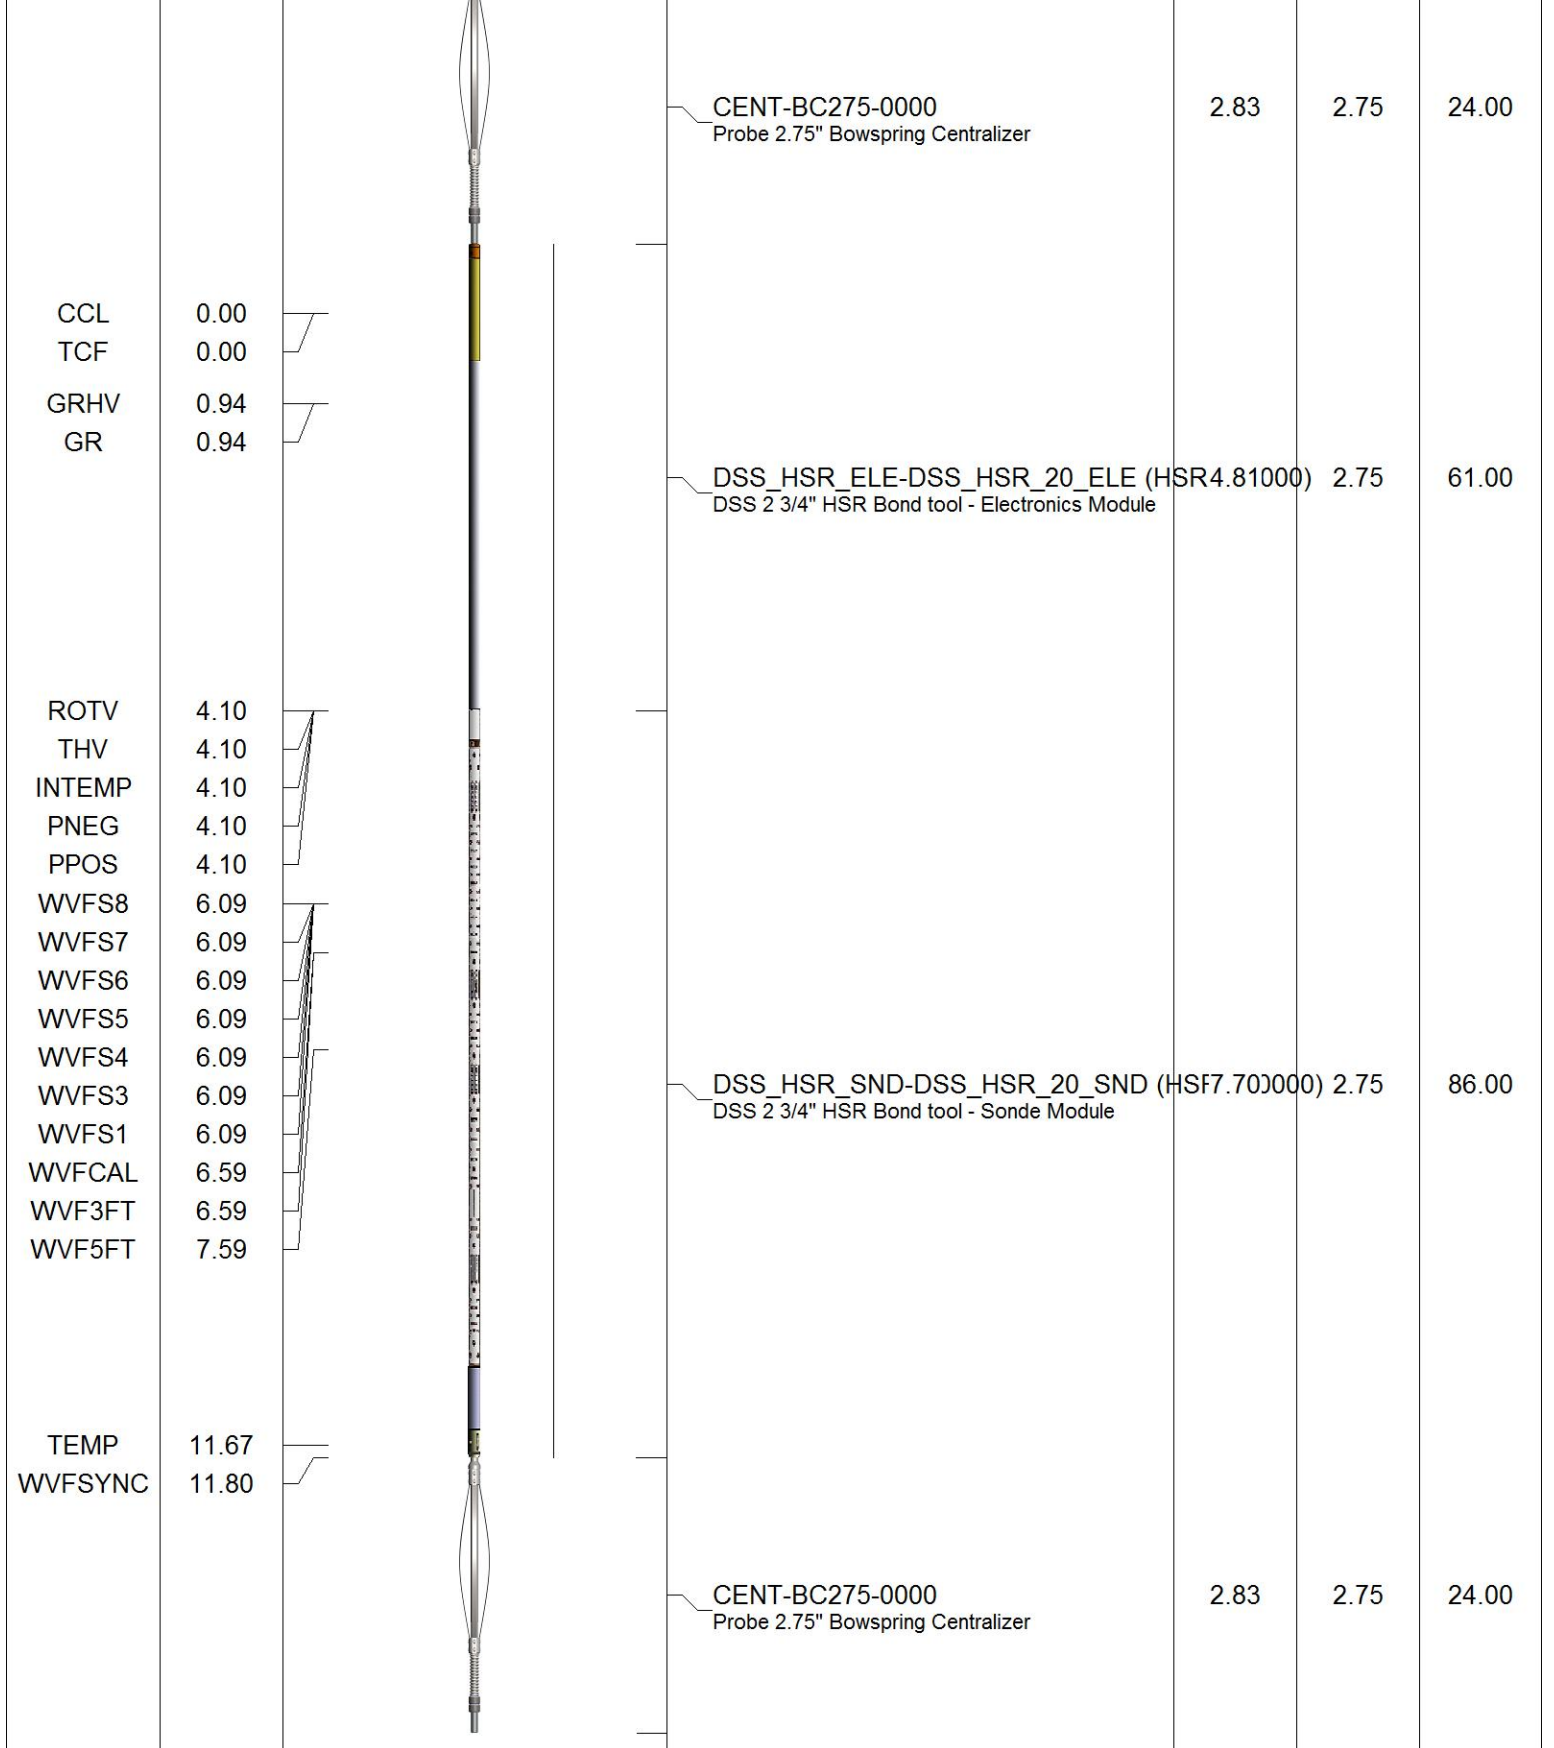 CENT-BC275-0000 2.83 2.75 24.00
Probe 2.75" Bowspring Centralizer
CCL 0.00
TCF 0.00
GRHV 0.94
GR 0.94
DSS_HSR_ELE-DSS_HSR_20_ELE (HSR4.81000) 2.75 61.00
DSS 2 3/4" HSR Bond tool - Electronics Module
ROTV 4.10
THV 4.10
INTEMP 4.10
PNEG 4.10
PPOS 4.10
WVFS8 6.09
WVFS7 6.09
WVFS6 6.09
WVFS5 6.09
WVFS4 6.09
DSS_HSR_SND-DSS_HSR_20_SND 7.70 2.75 86.00
WVFS3 6.09
DSS 2 3/4" HSR Bond tool - Sonde Module
WVFS1 6.09
WVFCAL 6.59
WVF3FT 6.59
WVF5FT 7.59
TEMP 11.67
WVFSYNC 11.80
CENT-BC275-0000 2.83 2.75 24.00
Probe 2.75" Bowspring Centralizer